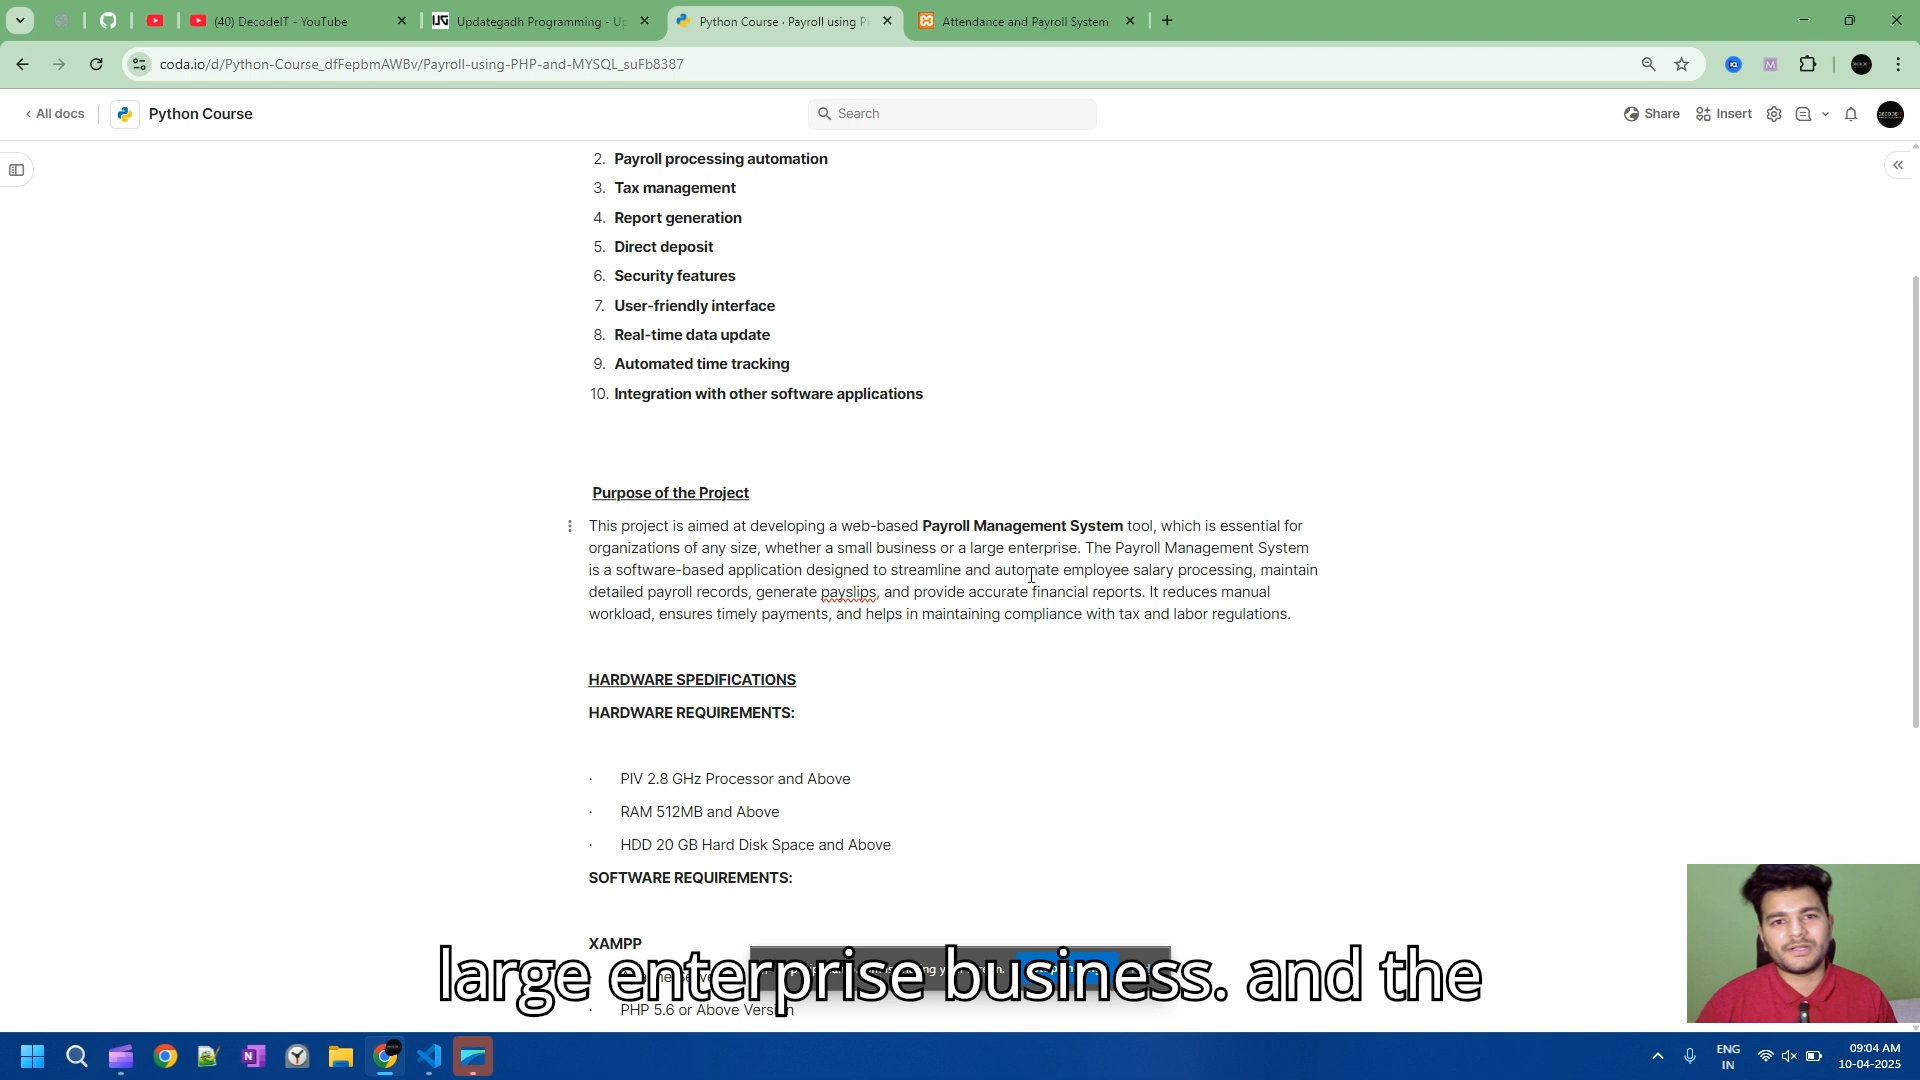 (40) DecodeIT - YouTube
Updategadh Programming - Up
Python Course · Payroll using P
Attendance and Payroll System
coda.io/d/Python-Course_dfFepbmAWBv/Payroll-using-PHP-and-MYSQL_suFb8387
All docs
Python Course
Search
Share
Insert
2. Payroll processing automation
3. Tax management
4. Report generation
5. Direct deposit
6. Security features
7. User-friendly interface
8. Real-time data update
9. Automated time tracking
10. Integration with other software applications
Purpose of the Project
This project is aimed at developing a web-based Payroll Management System tool, which is essential for
organizations of any size, whether a small business or a large enterprise. The Payroll Management System
is a software-based application designed to streamline and automate employee salary processing, maintain
detailed payroll records, generate payslips, and provide accurate financial reports. It reduces manual
workload, ensures timely payments, and helps in maintaining compliance with tax and labor regulations.
HARDWARE SPEDIFICATIONS
HARDWARE REQUIREMENTS:
· PIV 2.8 GHz Processor and Above
· RAM 512MB and Above
· HDD 20 GB Hard Disk Space and Above
SOFTWARE REQUIREMENTS:
XAMPP
large enterprise business. and the
· PHP 5.6 or Above Version
ENG
IN
09:04 AM
10-04-2025